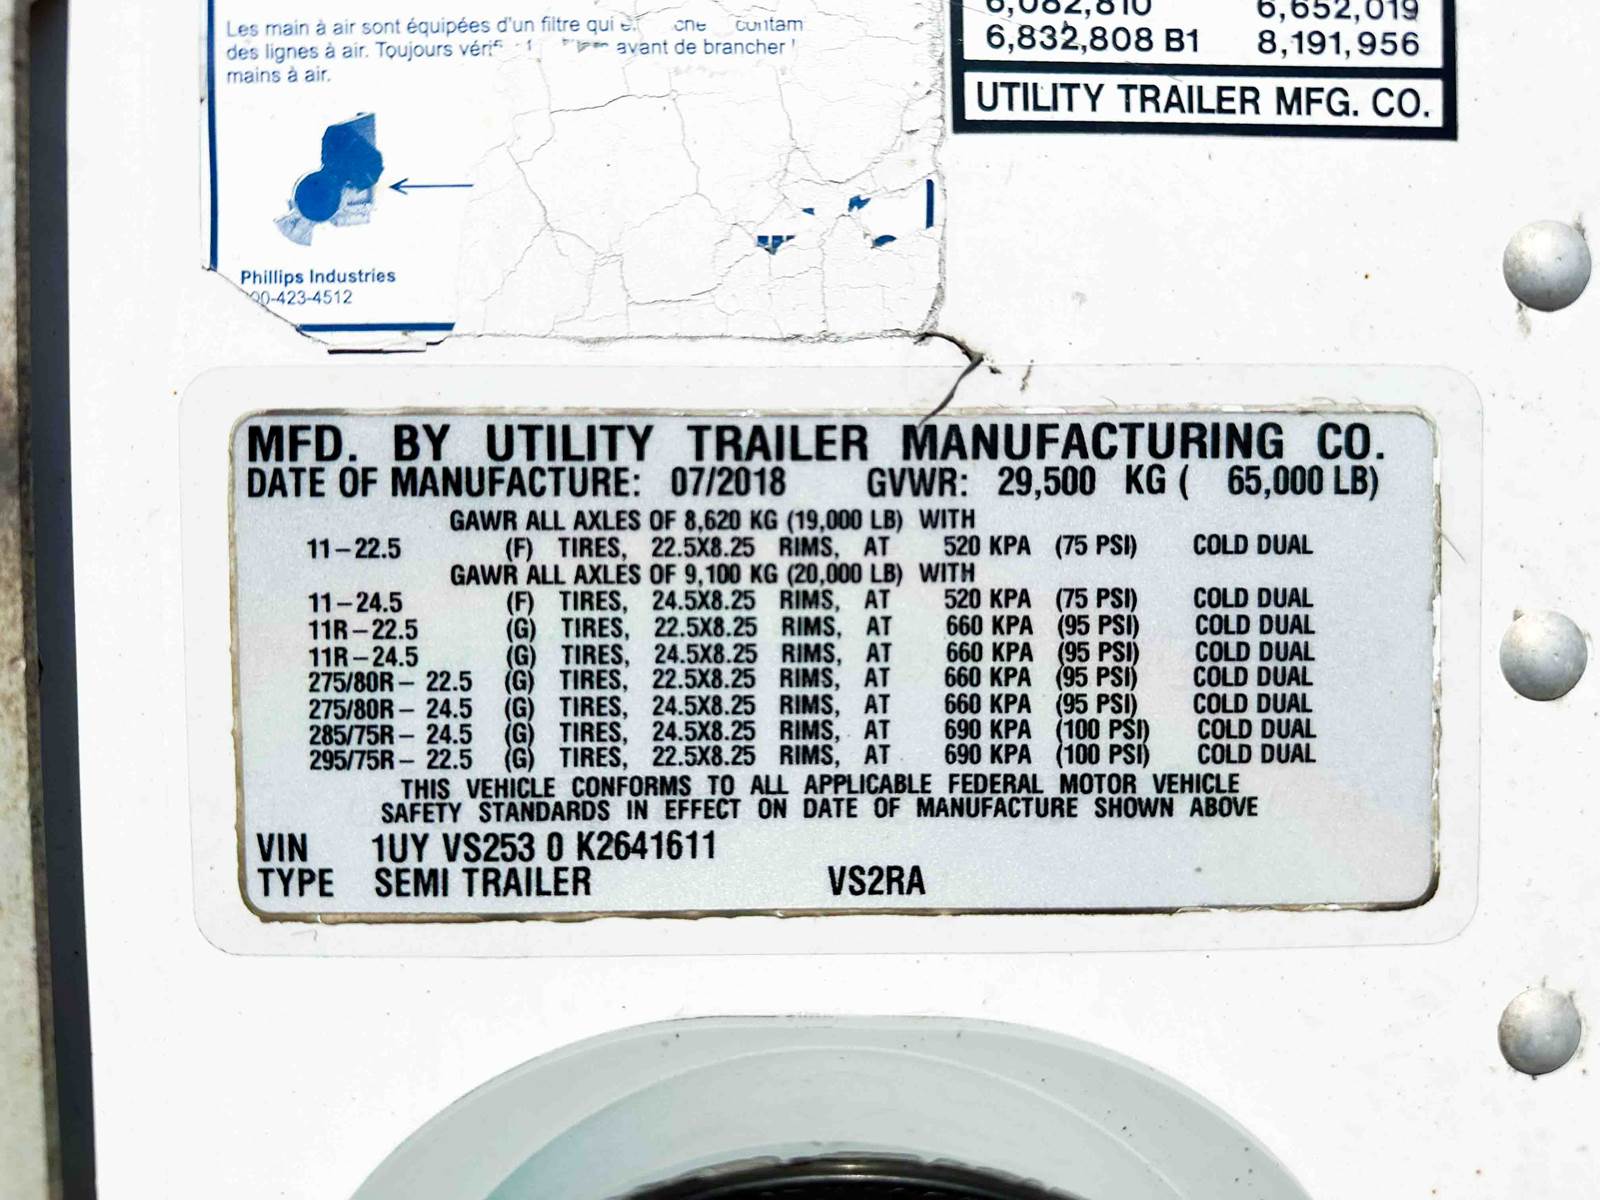 Les main à air sont équipées d'un filtre qui
des lignes à air. Toujours avant de brancher
mains à air.
Phillips Industries
00-423-4512
6,082,810 6,652,019
6,832,808 B1 8,191,956
UTILITY TRAILER MFG. CO.
MFD. BY UTILITY TRAILER MANUFACTURING CO.
DATE OF MANUFACTURE: 07/2018 GVWR: 29,500 KG ( 65,000 LB)
GAWR ALL AXLES OF 8,620 KG (19,000 LB) WITH
11-22.5 (F) TIRES, 22.5X8.25 RIMS, AT 520 KPA (75 PSI) COLD DUAL
GAWR ALL AXLES OF 9,100 KG (20,000 LB) WITH
11-24.5 (F) TIRES, 24.5X8.25 RIMS, AT 520 KPA (75 PSI) COLD DUAL
11R-22.5 (G) TIRES, 22.5X8.25 RIMS, AT 660 KPA (95 PSI) COLD DUAL
11R-24.5 (G) TIRES, 24.5X8.25 RIMS, AT 660 KPA (95 PSI) COLD DUAL
275/80R- 22.5 (G) TIRES, 22.5X8.25 RIMS, AT 660 KPA (95 PSI) COLD DUAL
275/80R- 24.5 (G) TIRES, 24.5X8.25 RIMS, AT 660 KPA (95 PSI) COLD DUAL
285/75R- 24.5 (G) TIRES, 24.5X8.25 RIMS, AT 690 KPA (100 PSI) COLD DUAL
295/75R- 22.5 (G) TIRES, 22.5X8.25 RIMS, AT 690 KPA (100 PSI) COLD DUAL
THIS VEHICLE CONFORMS TO ALL APPLICABLE FEDERAL MOTOR VEHICLE
SAFETY STANDARDS IN EFFECT ON DATE OF MANUFACTURE SHOWN ABOVE
VIN 1UY VS253 0 K2641611
TYPE SEMI TRAILER VS2RA